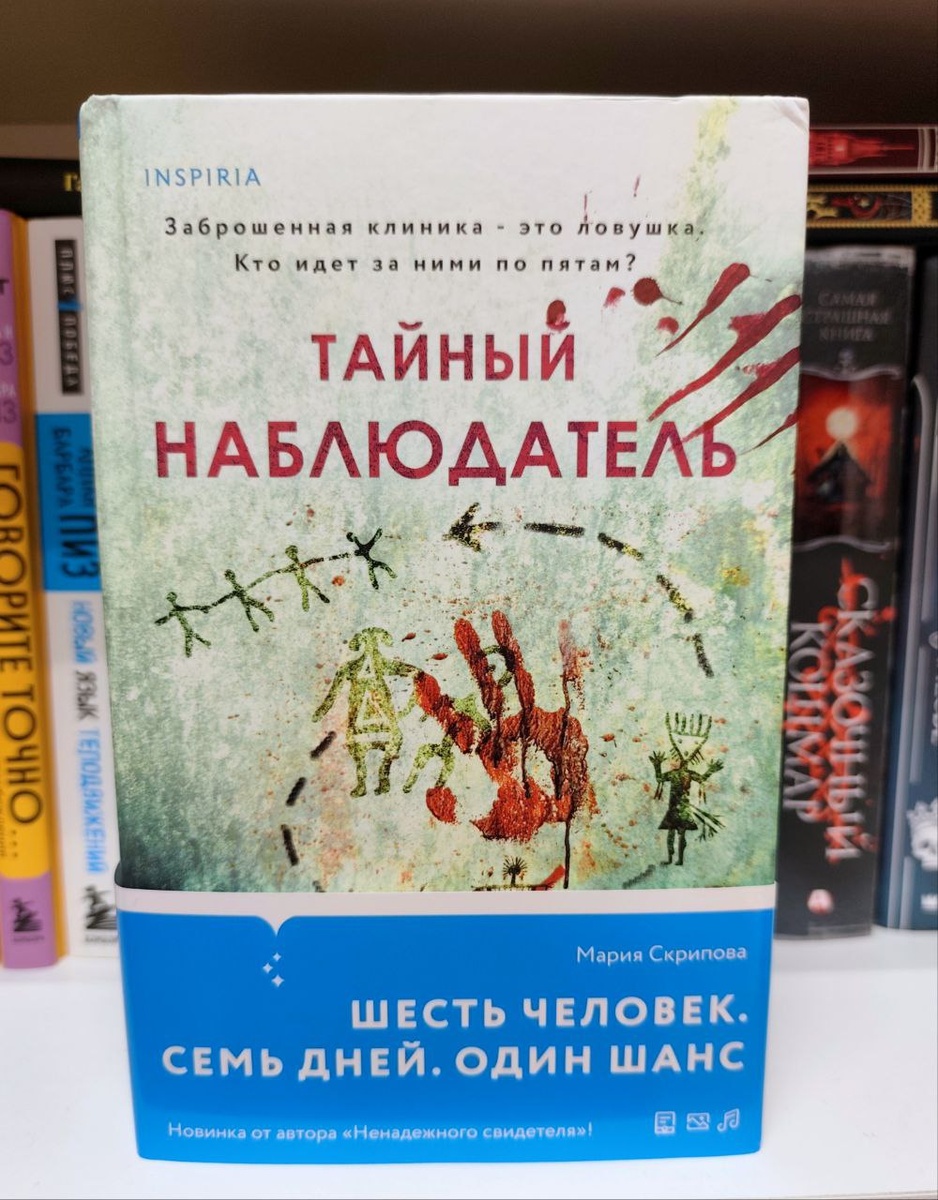 INSPIRIA
Заброшенная клиника - это ловушка.
Кто идет за ними по пятам?
ТАЙНЫЙ
НАБЛЮДАТЕЛЬ
Мария Скрипова
ШЕСТЬ ЧЕЛОВЕК.
СЕМЬ ДНЕЙ. ОДИН ШАНС
Новинка от автора «Ненадежного свидетеля»!
ГОВОРИТЕ ТОЧНО
БАРБАРА ПИЗ
НОВЫЙ ЯЗЫК ТЕЛОДВИЖЕНИЙ
САМАЯ
СТРАШНАЯ
КНИГА
СКАЗОЧНЫЙ
КОШМАР